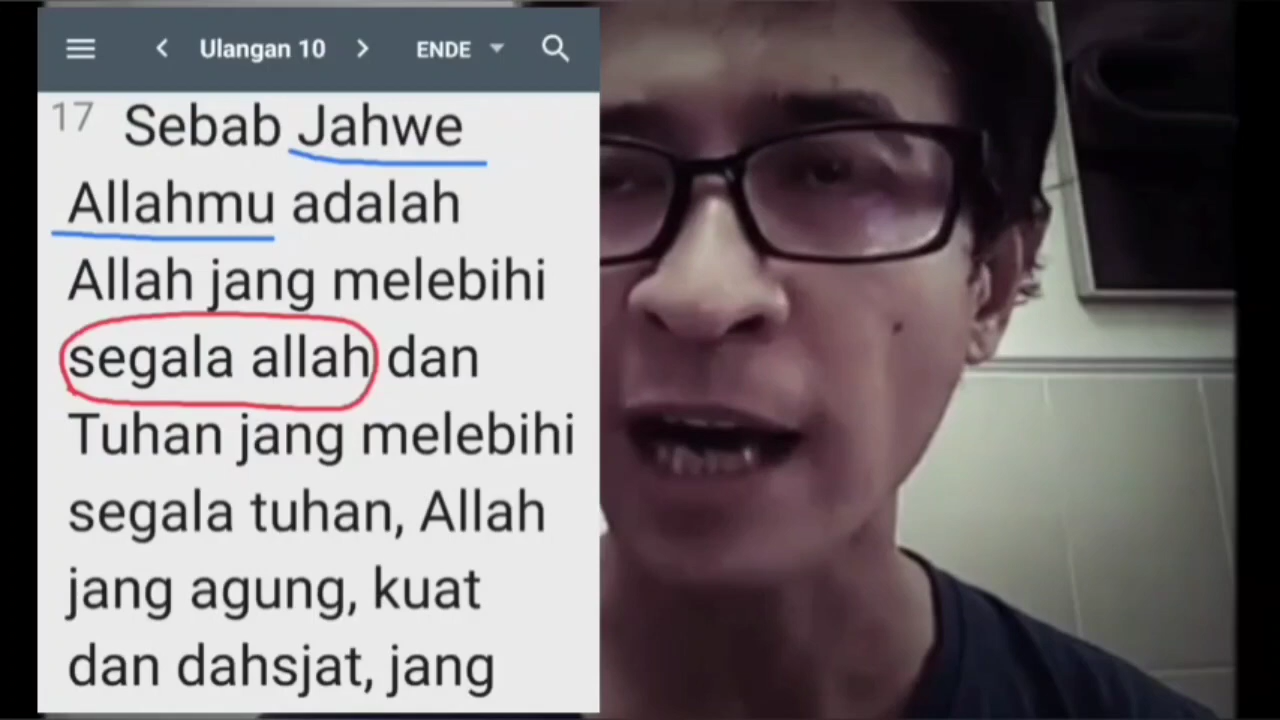 Ulangan 10
ENDE
17 Sebab Jahwe
Allahmu adalah
Allah jang melebihi
segala allah dan
Tuhan jang melebihi
segala tuhan, Allah
jang agung, kuat
dan dahsjat, jang